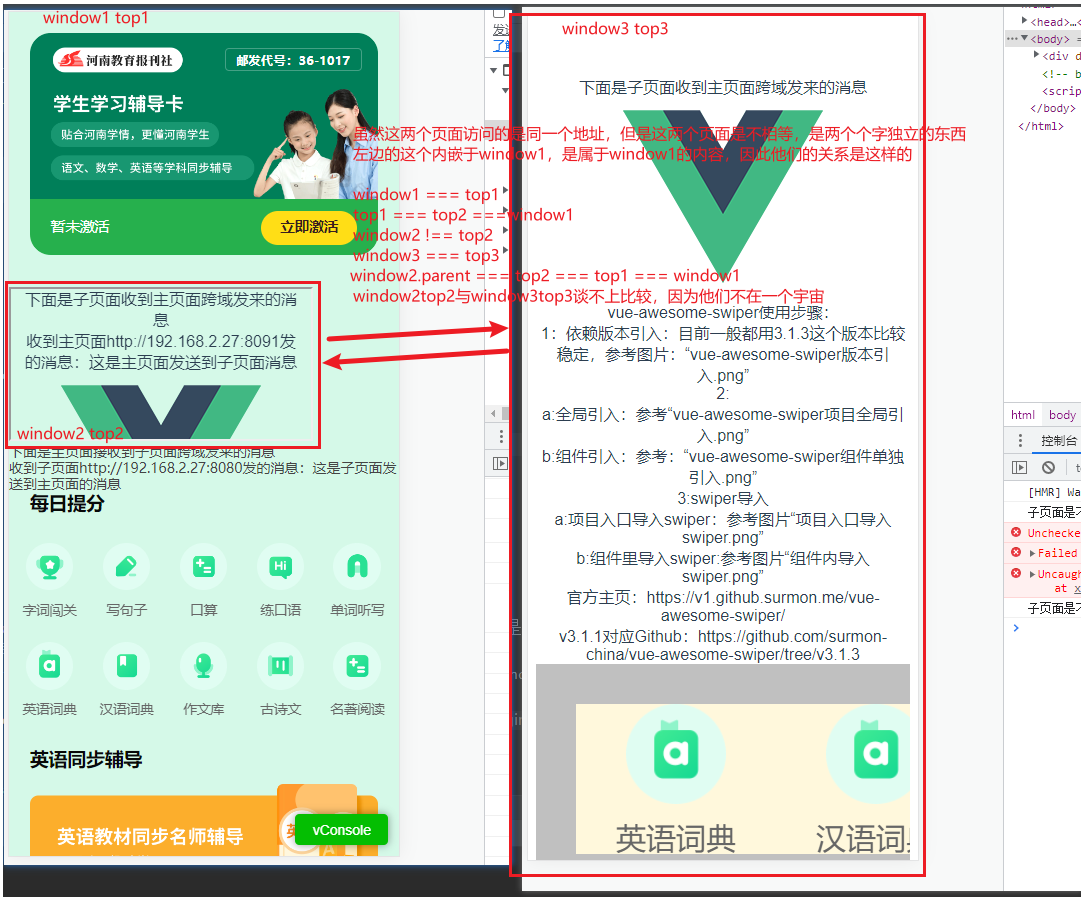 window1 top1
河南教育报刊社
邮发代号：36-1017
学生学习辅导卡
贴合河南学情，更懂河南学生
语文、数学、英语等学科同步辅导
暂未激活
立即激活
下面是子页面收到主页面跨域发来的消
息
收到主页面http://192.168.2.27:8091发
的消息：这是主页面发送到子页面消息
window2 top2
下面是主页面接收到子页面跨域发来的消息
收到子页面http://192.168.2.27:8080发的消息：这是子页面发
送到主页面的消息
每日提分
字词闯关
写句子
口算
Hi
练口语
单词听写
a
英语词典
汉语词典
作文库
古诗文
名著阅读
英语同步辅导
英语教材同步名师辅导
英
A
vConsole
发送
了解
虽然这两个页面访问的是同一个地址，但是这两个页面是不相等，是两个个字独立的东西
左边的这个内嵌于window1，是属于window1的内容，因此他们的关系是这样的
window1 === top1
top1 === top2 ===window1
window2 !== top2
window3 === top3
window2.parent === top2 === top1 === window1
window2top2与window3top3谈不上比较，因为他们不在一个宇宙
window3 top3
下面是子页面收到主页面跨域发来的消息
vue-awesome-swiper使用步骤：
1：依赖版本引入：目前一般都用3.1.3这个版本比较
稳定，参考图片：“vue-awesome-swiper版本引
入.png”
2:
a:全局引入：参考“vue-awesome-swiper项目全局引
入.png”
b:组件引入：参考：“vue-awesome-swiper组件单独
引入.png”
3:swiper导入
a:项目入口导入swiper：参考图片“项目入口导入
swiper.png”
b:组件里导入swiper:参考图片“组件内导入
swiper.png”
官方主页：https://v1.github.surmon.me/vue-
awesome-swiper/
v3.1.1对应Github：https://github.com/surmon-
china/vue-awesome-swiper/tree/v3.1.3
a
英语词典
a
汉语词
<head>…<
<body> =
<div d
<!-- b
<scrip
</body>
</html>
html
body
控制台
[HMR] Wa
子页面是
Unchecke
Failed
Uncaugh
at x
子页面是